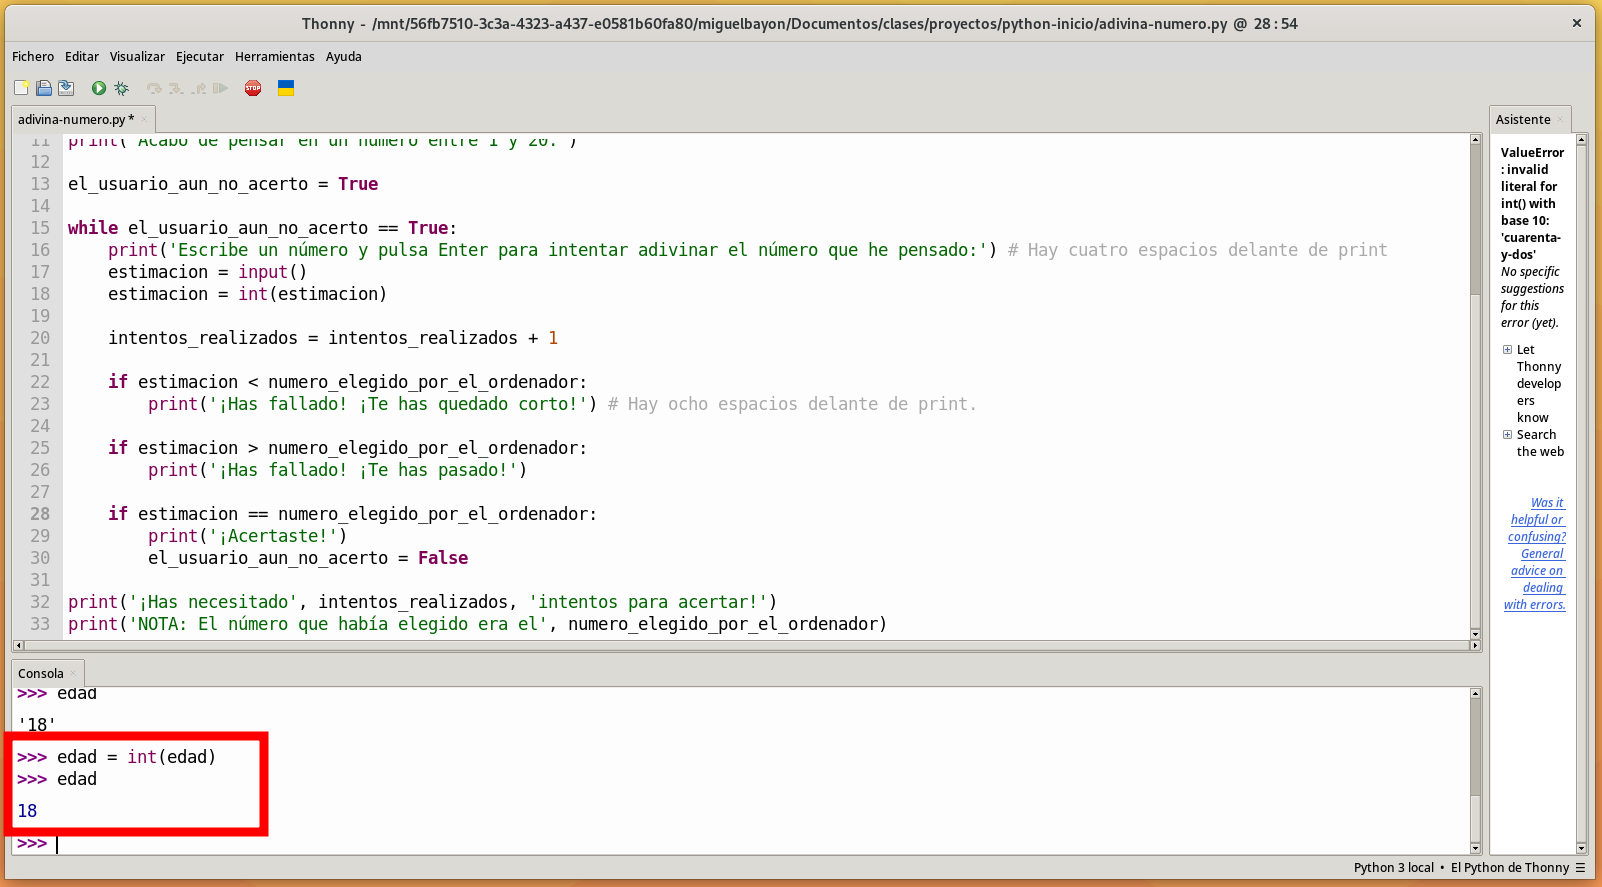 Thonny - /mnt/56fb7510-3c3a-4323-a437-e0581b60fa80/miguelbayon/Documentos/clases/proyectos/python-inicio/adivina-numero.py @ 28 : 54
Fichero Editar Visualizar Ejecutar Herramientas Ayuda
STOP
adivina-numero.py *
11 print('Acabo de pensar en un número entre 1 y 20.')
12
13 el_usuario_aun_no_acerto = True
14
15 while el_usuario_aun_no_acerto == True:
16     print('Escribe un número y pulsa Enter para intentar adivinar el número que he pensado:') # Hay cuatro espacios delante de print
17     estimacion = input()
18     estimacion = int(estimacion)
19
20     intentos_realizados = intentos_realizados + 1
21
22     if estimacion < numero_elegido_por_el_ordenador:
23         print('¡Has fallado! ¡Te has quedado corto!') # Hay ocho espacios delante de print.
24
25     if estimacion > numero_elegido_por_el_ordenador:
26         print('¡Has fallado! ¡Te has pasado!')
27
28     if estimacion == numero_elegido_por_el_ordenador:
29         print('¡Acertaste!')
30         el_usuario_aun_no_acerto = False
31
32 print('¡Has necesitado', intentos_realizados, 'intentos para acertar!')
33 print('NOTA: El número que había elegido era el', numero_elegido_por_el_ordenador)
Consola
>>> edad
'18'
>>> edad = int(edad)
>>> edad
18
>>>
Asistente
ValueError
: invalid
literal for
int() with
base 10:
'cuarenta-
y-dos'
No specific
suggestions
for this
error (yet).
Let
Thonny
develop
ers
know
Search
the web
Was it
helpful or
confusing?
General
advice on
dealing
with errors.
Python 3 local • El Python de Thonny ☰